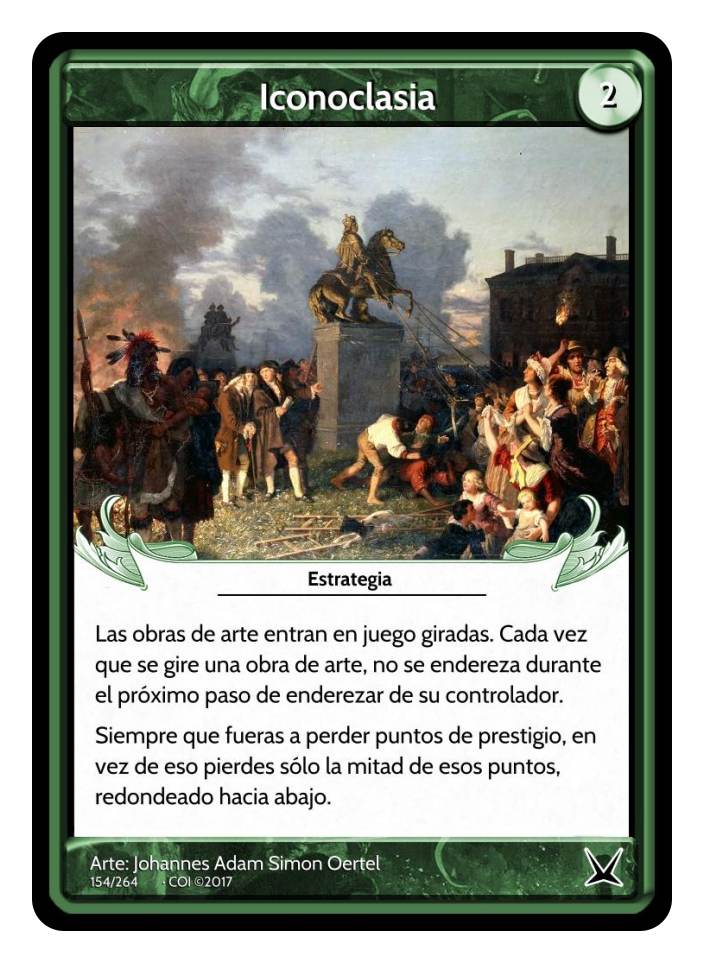 Iconoclasia
2
Estrategia
Las obras de arte entran en juego giradas. Cada vez
que se gire una obra de arte, no se endereza durante
el próximo paso de enderezar de su controlador.
Siempre que fueras a perder puntos de prestigio, en
vez de eso pierdes sólo la mitad de esos puntos,
redondeado hacia abajo.
Arte: Johannes Adam Simon Oertel
154/264 · COI ©2017